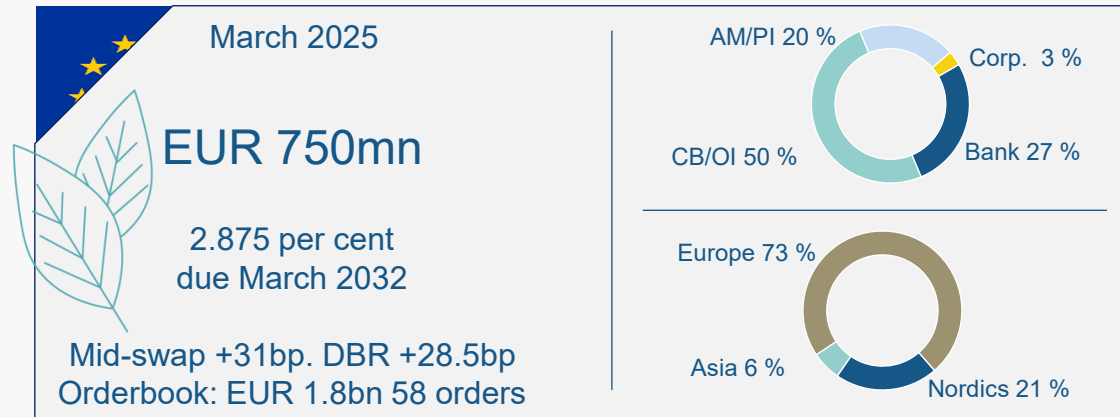 March 2025
EUR 750mn
2.875 per cent
due March 2032
Mid-swap +31bp. DBR +28.5bp
Orderbook: EUR 1.8bn 58 orders
AM/PI 20 %
Corp.  3 %
CB/OI 50 %
Bank 27 %
Europe 73 %
Asia 6 %
Nordics 21 %